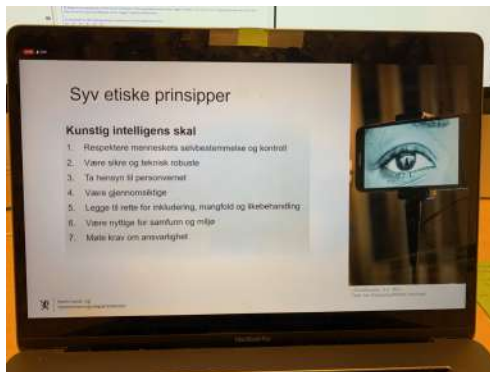 Syv etiske prinsipper
Kunstig intelligens skal
1. Respektere menneskets selvbestemmelse og kontroll
2. Være sikre og teknisk robuste
3. Ta hensyn til personvernet
4. Være gjennomsiktige
5. Legge til rette for inkludering, mangfold og likebehandling
6. Være nyttige for samfunn og miljø
7. Møte krav om ansvarlighet
MacBook Pro